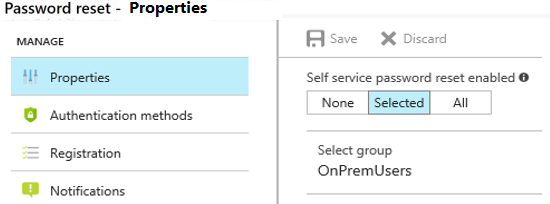 Password reset - Properties
MANAGE
Properties
Authentication methods
Registration
Notifications
Save Discard
Self service password reset enabled
None Selected All
Select group
OnPremUsers